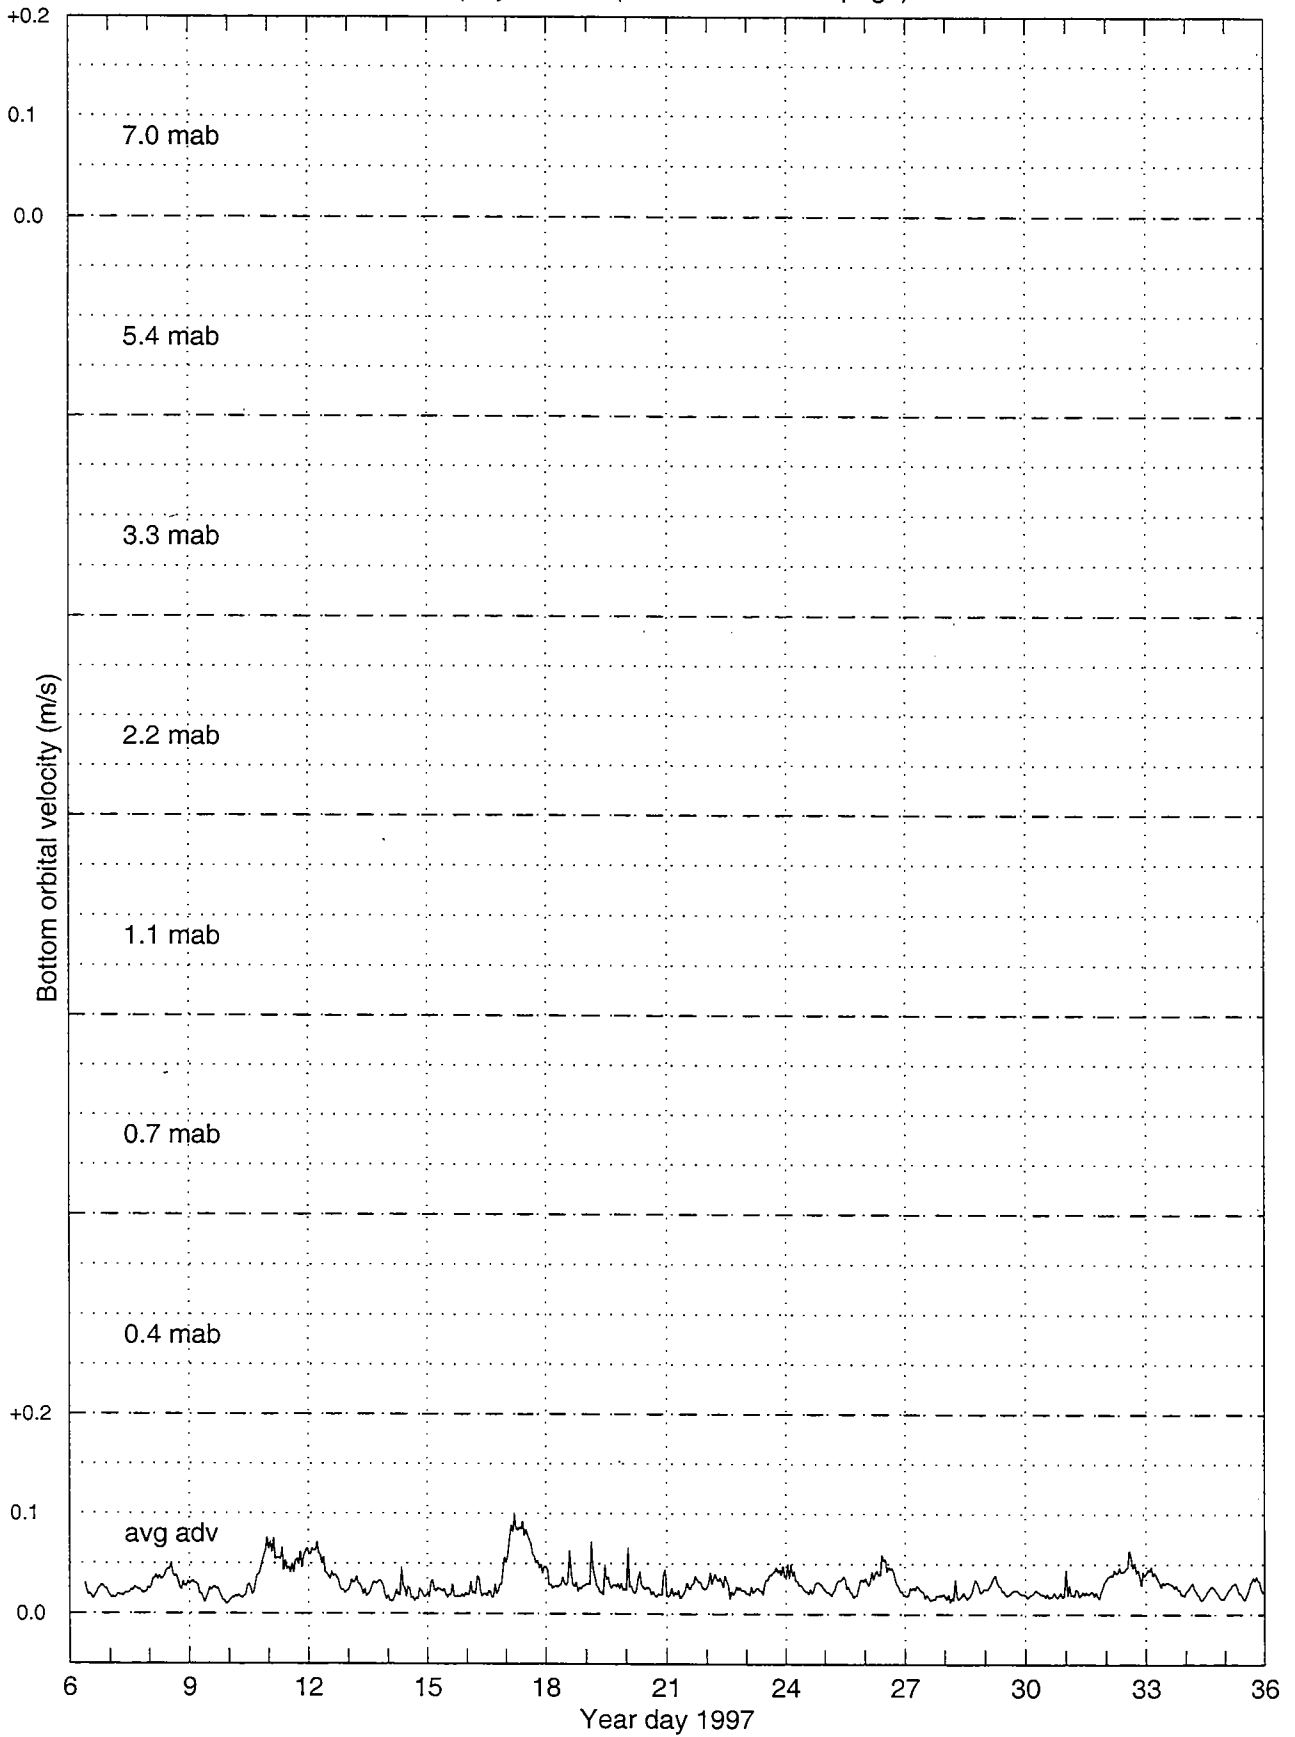 +0.2
0.1
7.0 mab
0.0
5.4 mab
3.3 mab
2.2 mab
Bottom orbital velocity (m/s)
1.1 mab
0.7 mab
0.4 mab
+0.2
0.1
avg adv
0.0
6 9 12 15 18 21 24 27 30 33 36
Year day 1997